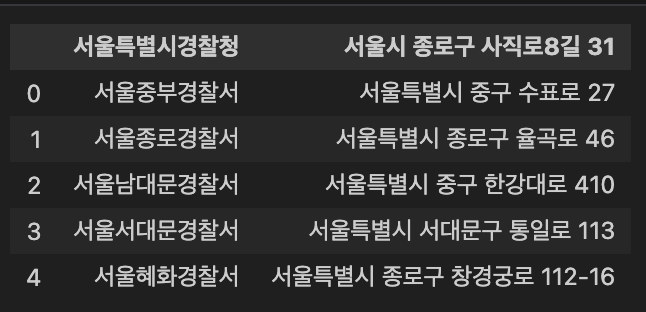 서울특별시경찰청 서울시 종로구 사직로8길 31
0 서울중부경찰서 서울특별시 중구 수표로 27
1 서울종로경찰서 서울특별시 종로구 율곡로 46
2 서울남대문경찰서 서울특별시 중구 한강대로 410
3 서울서대문경찰서 서울특별시 서대문구 통일로 113
4 서울혜화경찰서 서울특별시 종로구 창경궁로 112-16